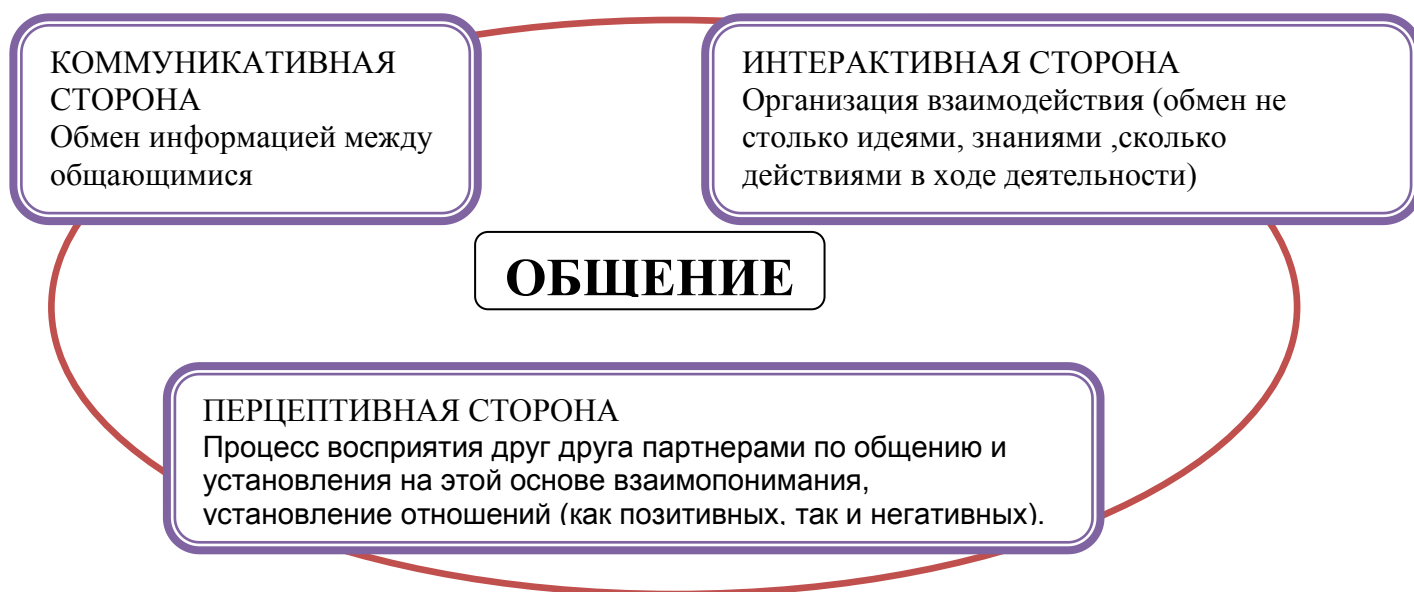 КОММУНИКАТИВНАЯ
СТОРОНА
Обмен информацией между
общающимися
ИНТЕРАКТИВНАЯ СТОРОНА
Организация взаимодействия (обмен не
столько идеями, знаниями ,сколько
действиями в ходе деятельности)
ОБЩЕНИЕ
ПЕРЦЕПТИВНАЯ СТОРОНА
Процесс восприятия друг друга партнерами по общению и
установления на этой основе взаимопонимания,
установление отношений (как позитивных, так и негативных).